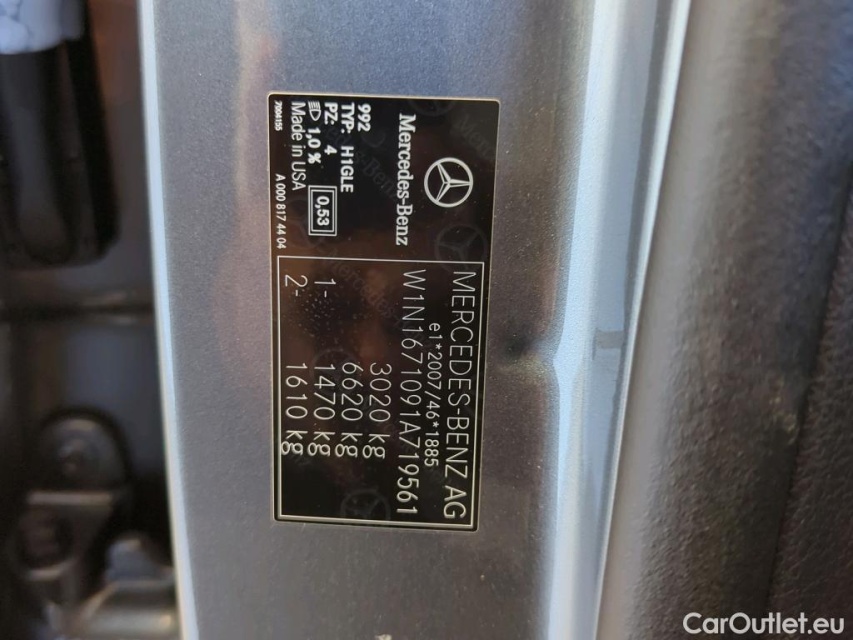 Mercedes-Benz
992
TYP: H1GLE
PZ: 4
1,0 %
0,53
Made in USA
7004155
A 000 817 44 04
MERCEDES-BENZ AG
e1*2007/46*1885
W1N1671091A719561
3020 kg
6620 kg
1- 1470 kg
2- 1610 kg
CarOutlet.eu